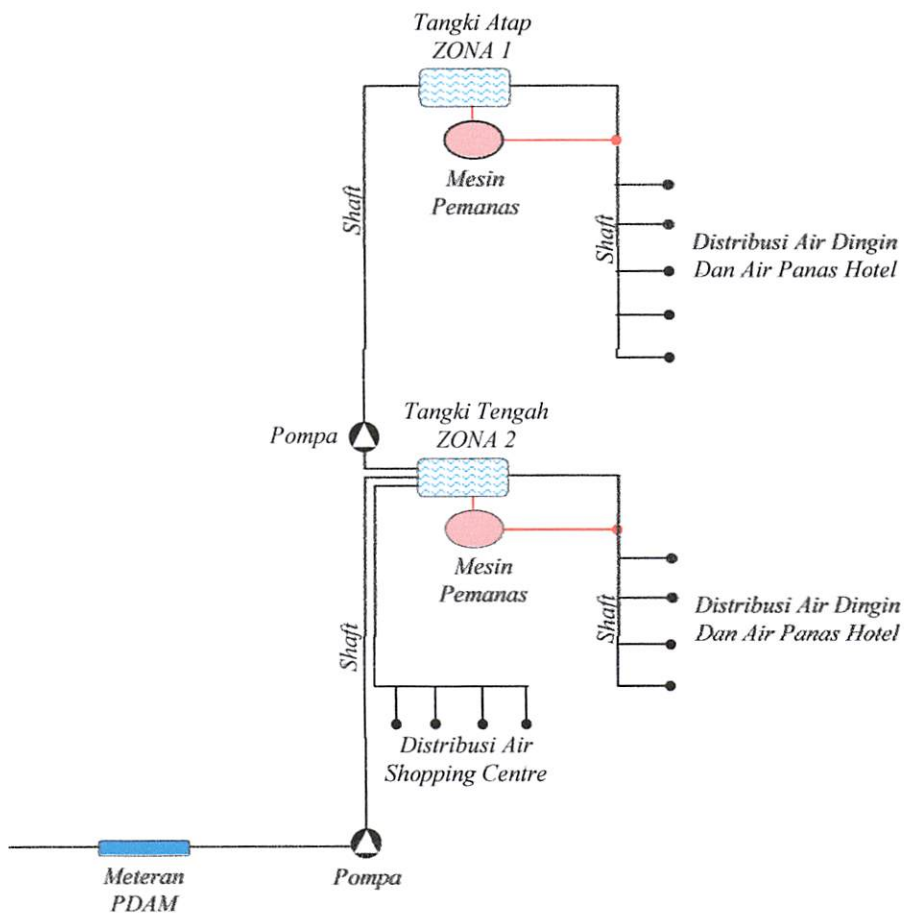 Tangki Atap
ZONA 1
Mesin
Pemanas
Shaft
Shaft
Distribusi Air Dingin
Dan Air Panas Hotel
Pompa
Tangki Tengah
ZONA 2
Mesin
Pemanas
Shaft
Shaft
Distribusi Air Dingin
Dan Air Panas Hotel
Distribusi Air
Shopping Centre
Meteran
PDAM
Pompa